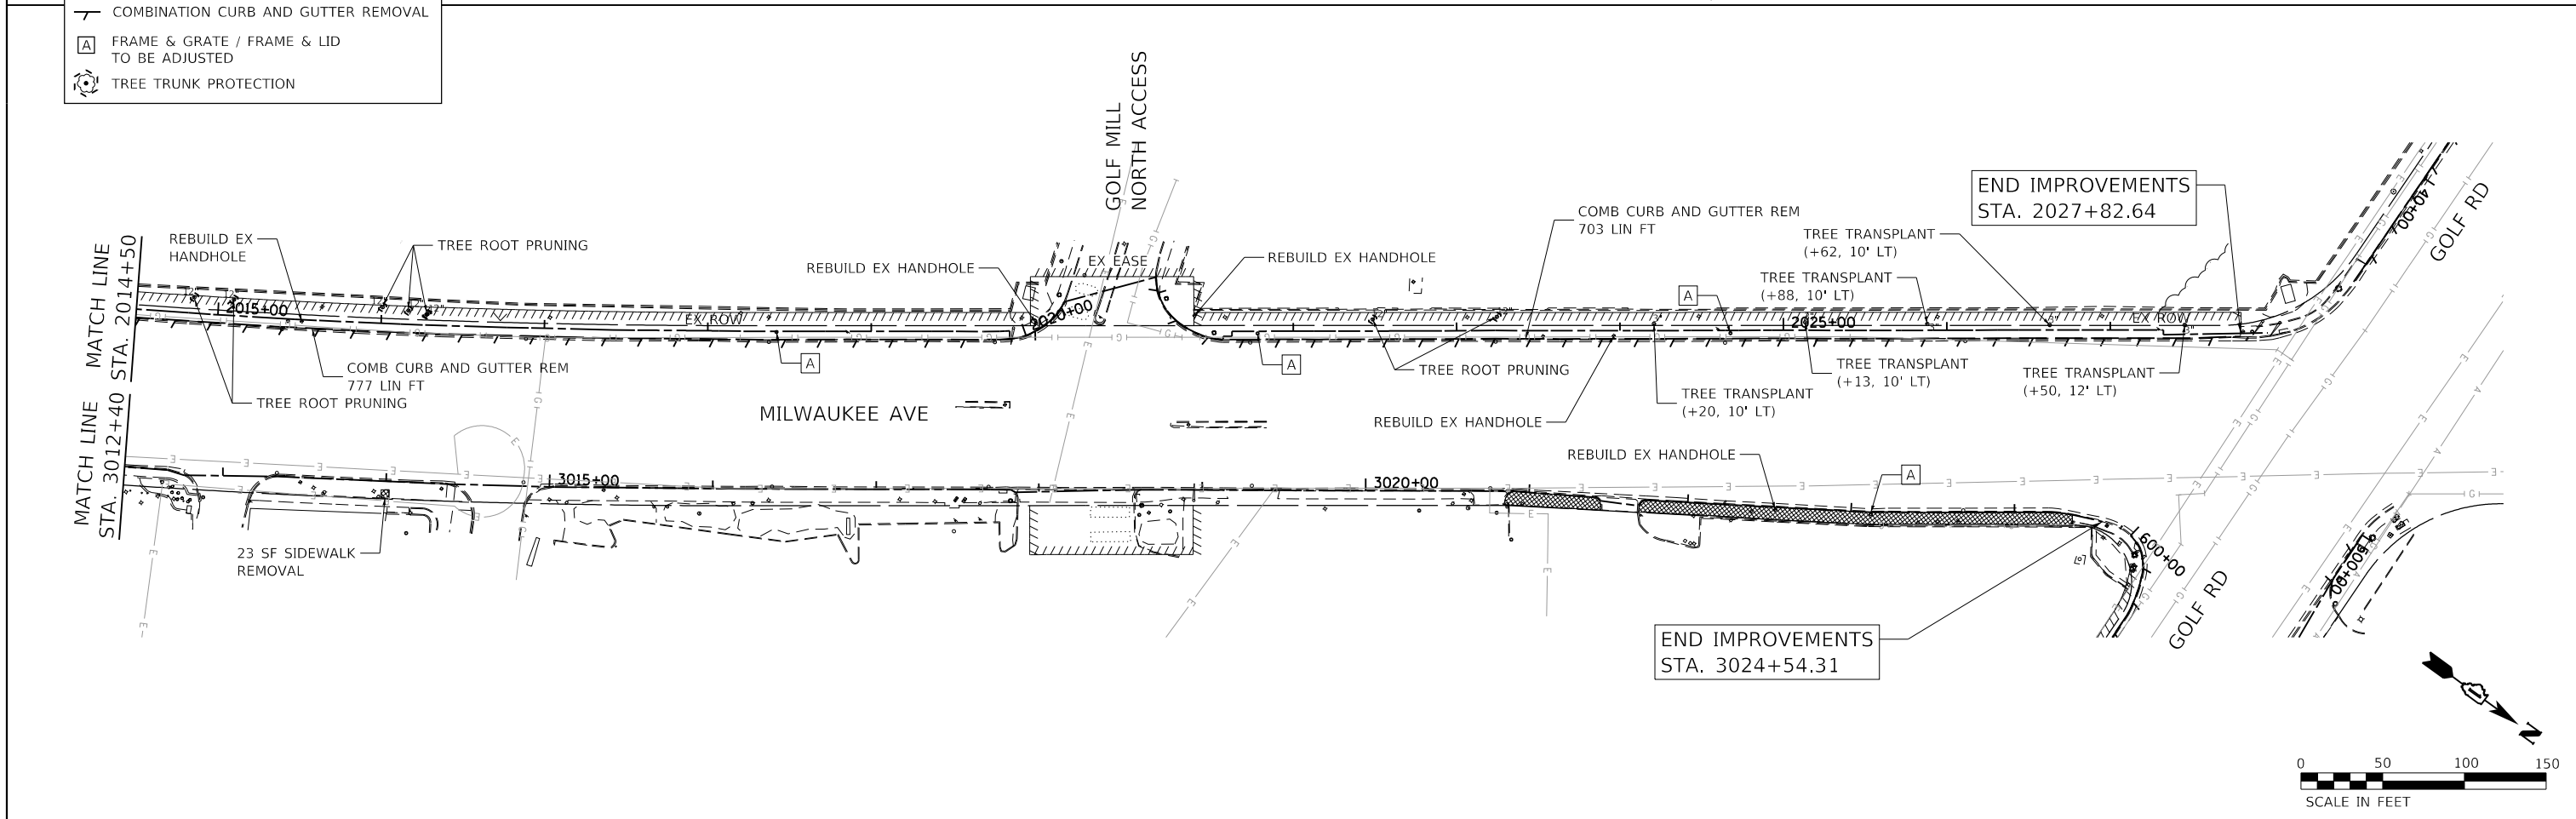 COMBINATION CURB AND GUTTER REMOVAL
A
FRAME & GRATE / FRAME & LID
TO BE ADJUSTED
TREE TRUNK PROTECTION
GOLF MILL
NORTH ACCESS
MATCH LINE
STA. 2014+50
REBUILD EX
HANDHOLE
TREE ROOT PRUNING
REBUILD EX HANDHOLE
EX EASE
REBUILD EX HANDHOLE
COMB CURB AND GUTTER REM
703 LIN FT
TREE TRANSPLANT
(+62, 10' LT)
TREE TRANSPLANT
(+88, 10' LT)
END IMPROVEMENTS
STA. 2027+82.64
GOLF RD
140+00
A
2015+00
EX ROW
2020+00
2025+00
EX ROW
COMB CURB AND GUTTER REM
777 LIN FT
TREE ROOT PRUNING
A
A
TREE ROOT PRUNING
TREE TRANSPLANT
(+13, 10' LT)
TREE TRANSPLANT
(+20, 10' LT)
TREE TRANSPLANT
(+50, 12' LT)
MILWAUKEE AVE
REBUILD EX HANDHOLE
MATCH LINE
STA. 3012+40
REBUILD EX HANDHOLE
A
3015+00
3020+00
600+00
1500+00
23 SF SIDEWALK
REMOVAL
GOLF RD
END IMPROVEMENTS
STA. 3024+54.31
N
0 50 100 150
SCALE IN FEET